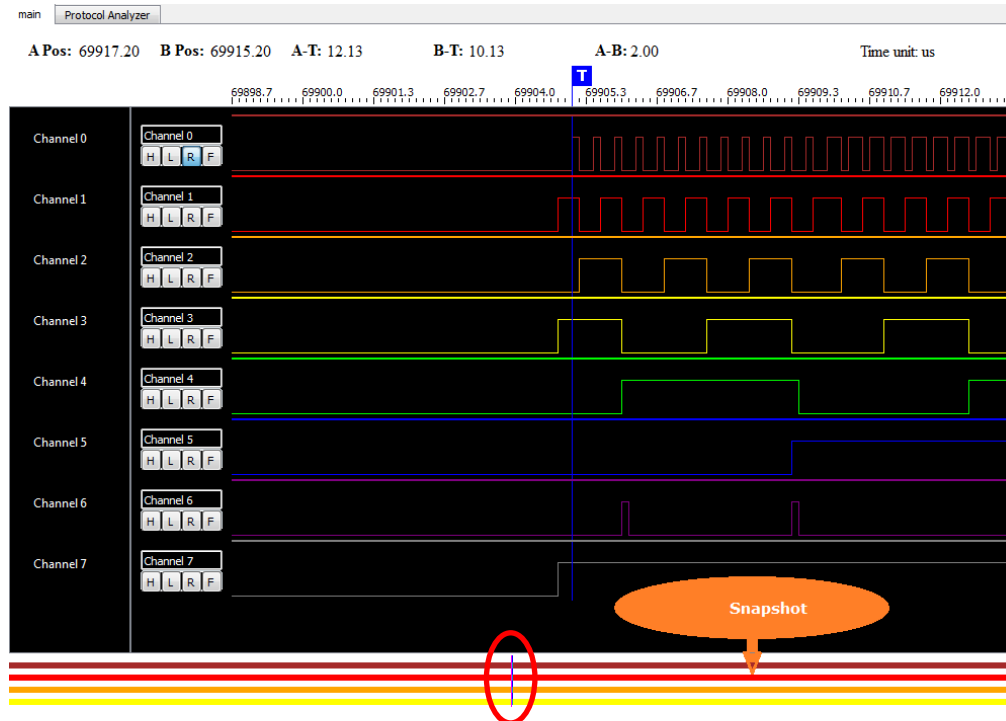 main Protocol Analyzer
A Pos: 69917.20 B Pos: 69915.20 A-T: 12.13 B-T: 10.13 A-B: 2.00 Time unit: us
T
69898.7 69900.0 69901.3 69902.7 69904.0 69905.3 69906.7 69908.0 69909.3 69910.7 69912.0
Channel 0 Channel 0
H L R F
Channel 1 Channel 1
H L R F
Channel 2 Channel 2
H L R F
Channel 3 Channel 3
H L R F
Channel 4 Channel 4
H L R F
Channel 5 Channel 5
H L R F
Channel 6 Channel 6
H L R F
Channel 7 Channel 7
H L R F
Snapshot